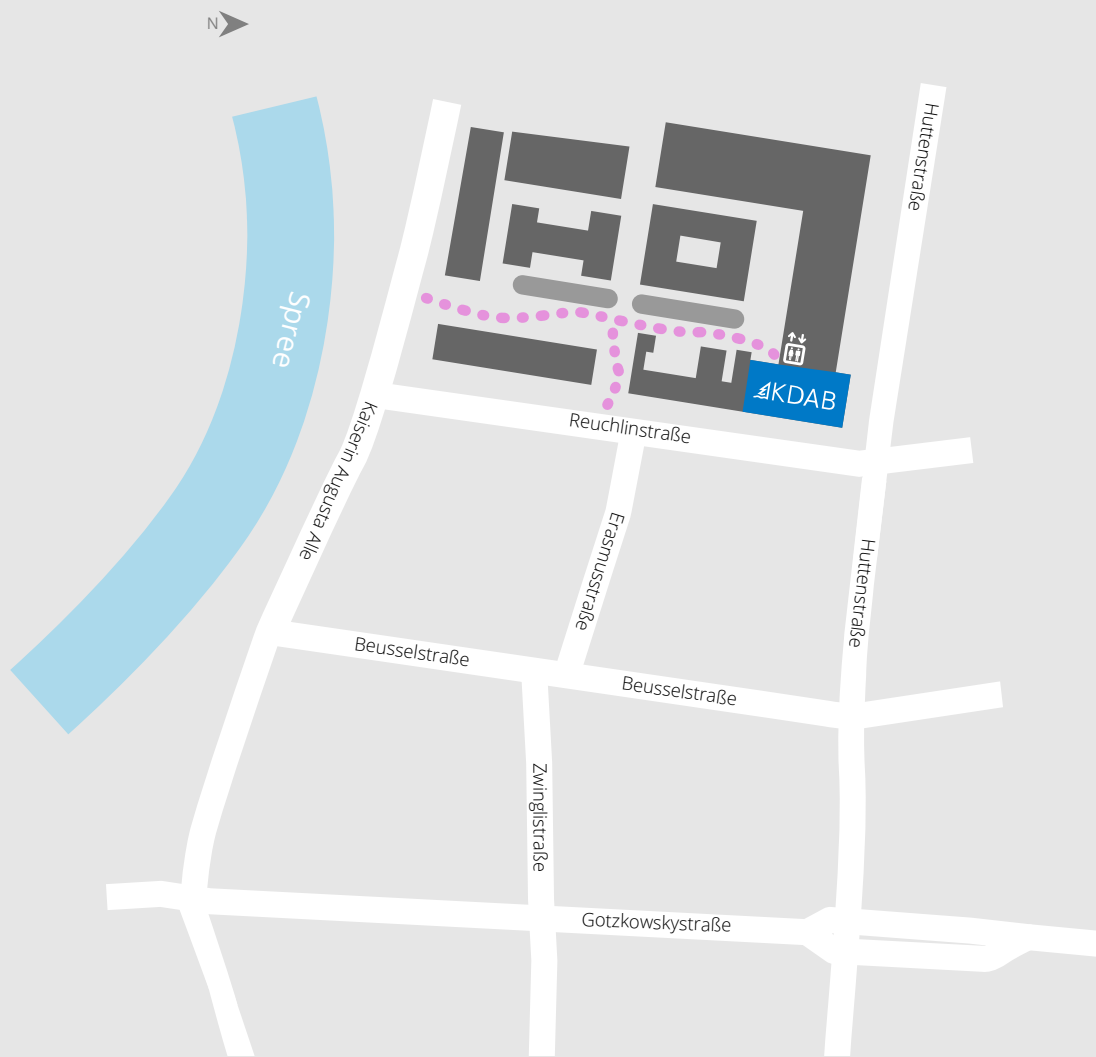 N
Huttenstraße
Spree
KDAB
Reuchlinstraße
Kaiserin Augusta Alle
Erasmusstraße
Huttenstraße
Beusselstraße
Beusselstraße
Zwinglistraße
Gotzkowskystraße